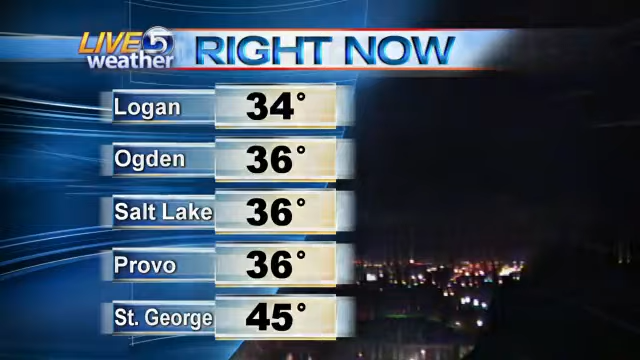 LIVE 5 weather
RIGHT NOW
Logan 34°
Ogden 36°
Salt Lake 36°
Provo 36°
St. George 45°